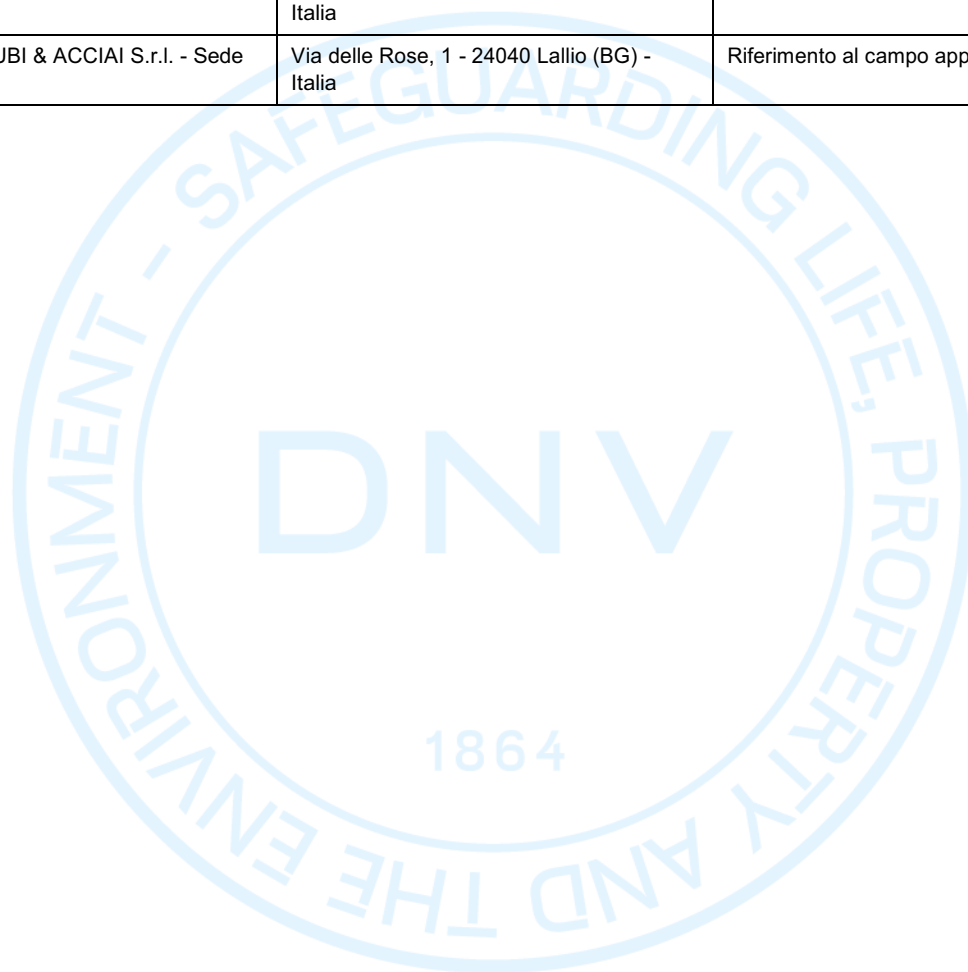 Italia
UBI & ACCIAI S.r.l. - Sede
Via delle Rose, 1 - 24040 Lallio (BG) -
Italia
Riferimento al campo app
SAFEGUARDING LIFE, PROPERTY AND THE ENVIRONMENT -
DNV
1864